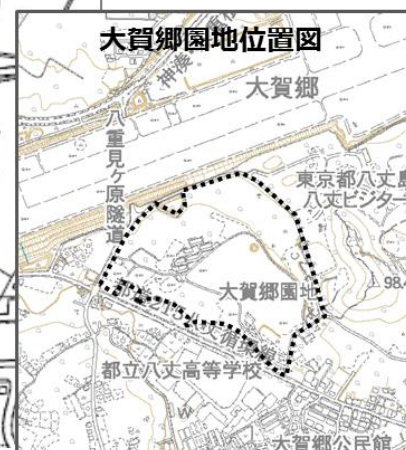 大賀郷園地位置図
大賀郷
八重見ヶ原隧道
東京都八丈島
八丈ビジター
大賀郷園地
98.4
都立八丈高等学校
W
大賀郷公民館